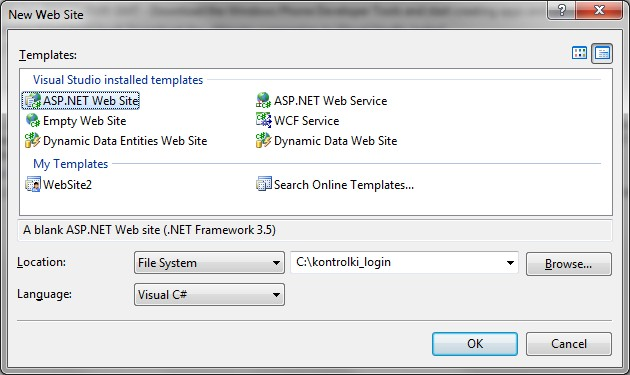 New Web Site
Templates:
Visual Studio installed templates
ASP.NET Web Site
ASP.NET Web Service
Empty Web Site
WCF Service
Dynamic Data Entities Web Site
Dynamic Data Web Site
My Templates
WebSite2
Search Online Templates...
A blank ASP.NET Web site (.NET Framework 3.5)
Location:
File System
C:\kontrolki_login
Browse...
Language:
Visual C#
OK
Cancel